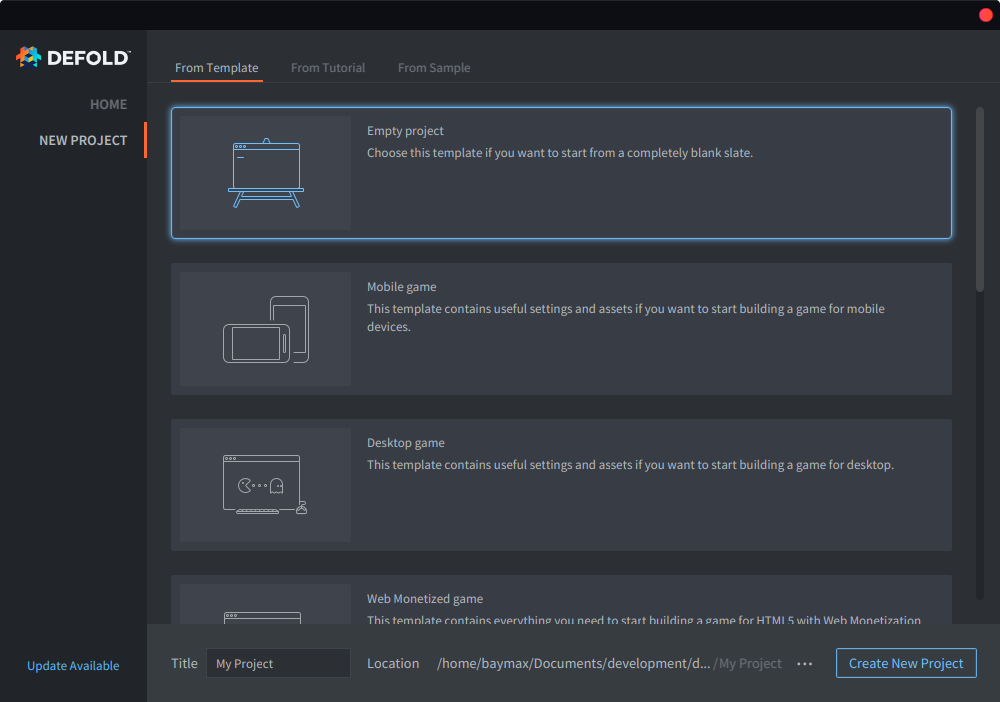 DEFOLD™
HOME
NEW PROJECT
From Template
From Tutorial
From Sample
Empty project
Choose this template if you want to start from a completely blank slate.
Mobile game
This template contains useful settings and assets if you want to start building a game for mobile
devices.
Desktop game
This template contains useful settings and assets if you want to start building a game for desktop.
Web Monetized game
This template contains everything you need to start building a game for HTML5 with Web Monetization
Update Available
Title
My Project
Location
/home/baymax/Documents/development/d... /My Project
···
Create New Project